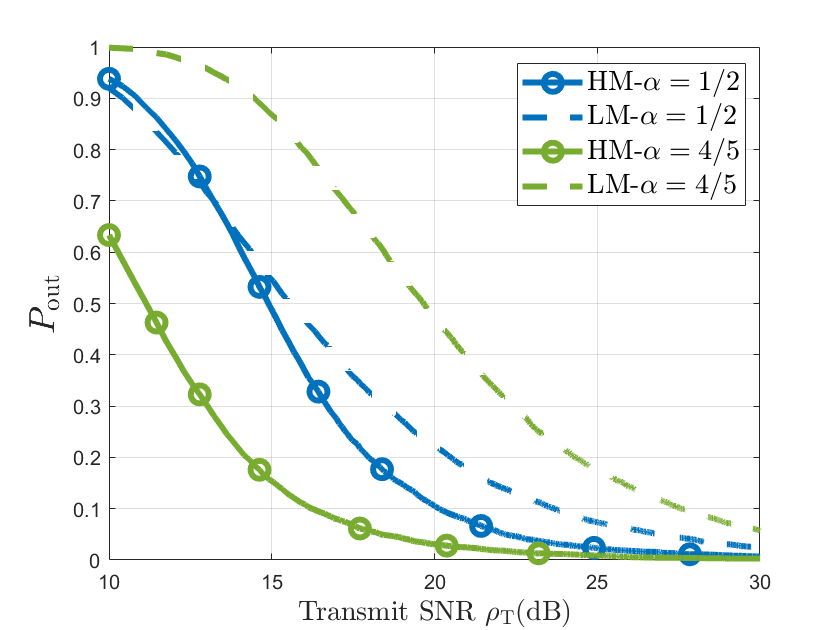 1
0.9
0.8
0.7
0.6
0.5
0.4
0.3
0.2
0.1
0
P_out
HM-α = 1/2
LM-α = 1/2
HM-α = 4/5
LM-α = 4/5
10 15 20 25 30
Transmit SNR ρ_T(dB)